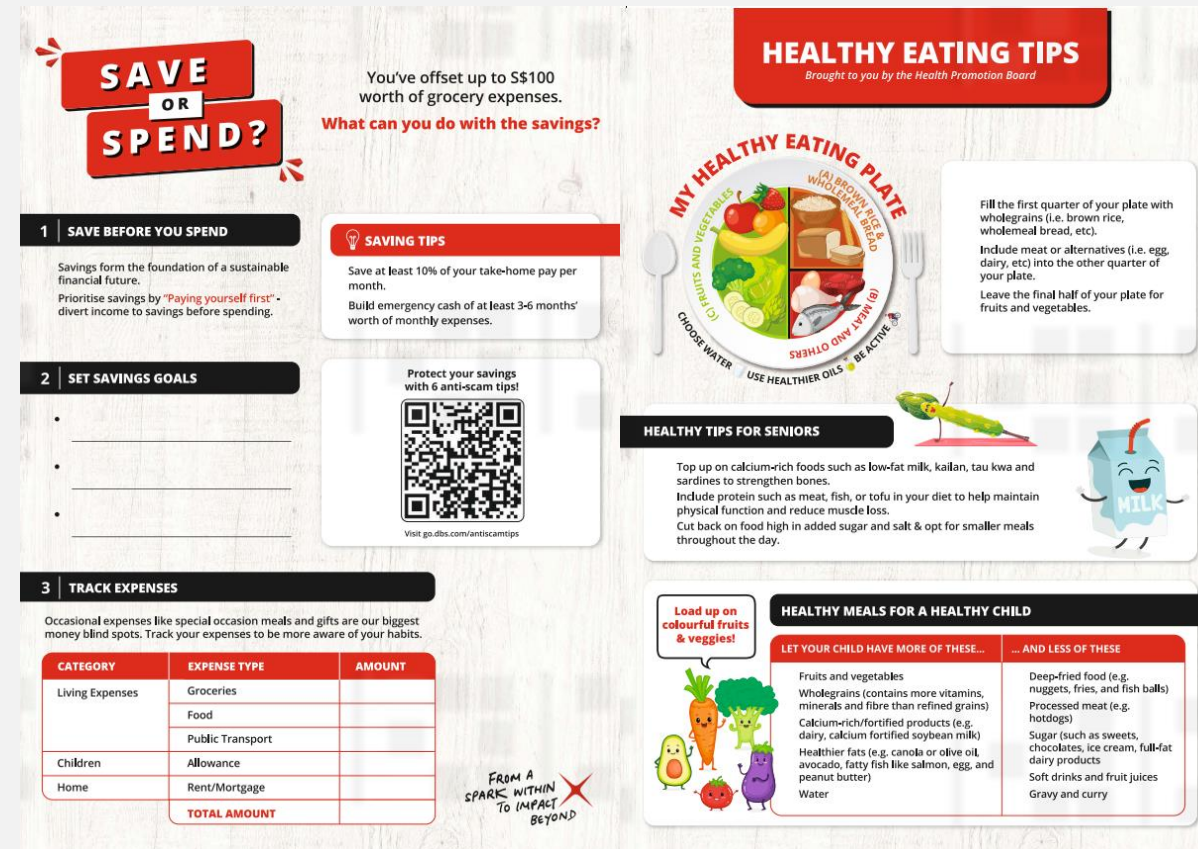 SAVE
OR
SPEND?
You've offset up to S$100
worth of grocery expenses.
What can you do with the savings?
1 | SAVE BEFORE YOU SPEND
Savings form the foundation of a sustainable
financial future.
Prioritise savings by "Paying yourself first" -
divert income to savings before spending.
SAVING TIPS
Save at least 10% of your take-home pay per
month.
Build emergency cash of at least 3-6 months'
worth of monthly expenses.
2 | SET SAVINGS GOALS
•
•
•
Protect your savings
with 6 anti-scam tips!
Visit go.dbs.com/antiscamtips
3 | TRACK EXPENSES
Occasional expenses like special occasion meals and gifts are our biggest
money blind spots. Track your expenses to be more aware of your habits.
CATEGORY EXPENSE TYPE AMOUNT
Living Expenses Groceries
Food
Public Transport
Children Allowance
Home Rent/Mortgage
TOTAL AMOUNT
FROM A
SPARK WITHIN
TO IMPACT
BEYOND
HEALTHY EATING TIPS
Brought to you by the Health Promotion Board
MY HEALTHY EATING PLATE
(C) FRUITS AND VEGETABLES
(A) BROWN RICE &
WHOLEMEAL BREAD
(B) MEAT AND OTHERS
CHOOSE WATER USE HEALTHIER OILS BE ACTIVE
Fill the first quarter of your plate with
wholegrains (i.e. brown rice,
wholemeal bread, etc).
Include meat or alternatives (i.e. egg,
dairy, etc) into the other quarter of
your plate.
Leave the final half of your plate for
fruits and vegetables.
HEALTHY TIPS FOR SENIORS
Top up on calcium-rich foods such as low-fat milk, kailan, tau kwa and
sardines to strengthen bones.
Include protein such as meat, fish, or tofu in your diet to help maintain
physical function and reduce muscle loss.
Cut back on food high in added sugar and salt & opt for smaller meals
throughout the day.
MILK
Load up on
colourful fruits
& veggies!
HEALTHY MEALS FOR A HEALTHY CHILD
LET YOUR CHILD HAVE MORE OF THESE...
Fruits and vegetables
Wholegrains (contains more vitamins,
minerals and fibre than refined grains)
Calcium-rich/fortified products (e.g.
dairy, calcium fortified soybean milk)
Healthier fats (e.g. canola or olive oil,
avocado, fatty fish like salmon, egg, and
peanut butter)
Water
... AND LESS OF THESE
Deep-fried food (e.g.
nuggets, fries, and fish balls)
Processed meat (e.g.
hotdogs)
Sugar (such as sweets,
chocolates, ice cream, full-fat
dairy products
Soft drinks and fruit juices
Gravy and curry